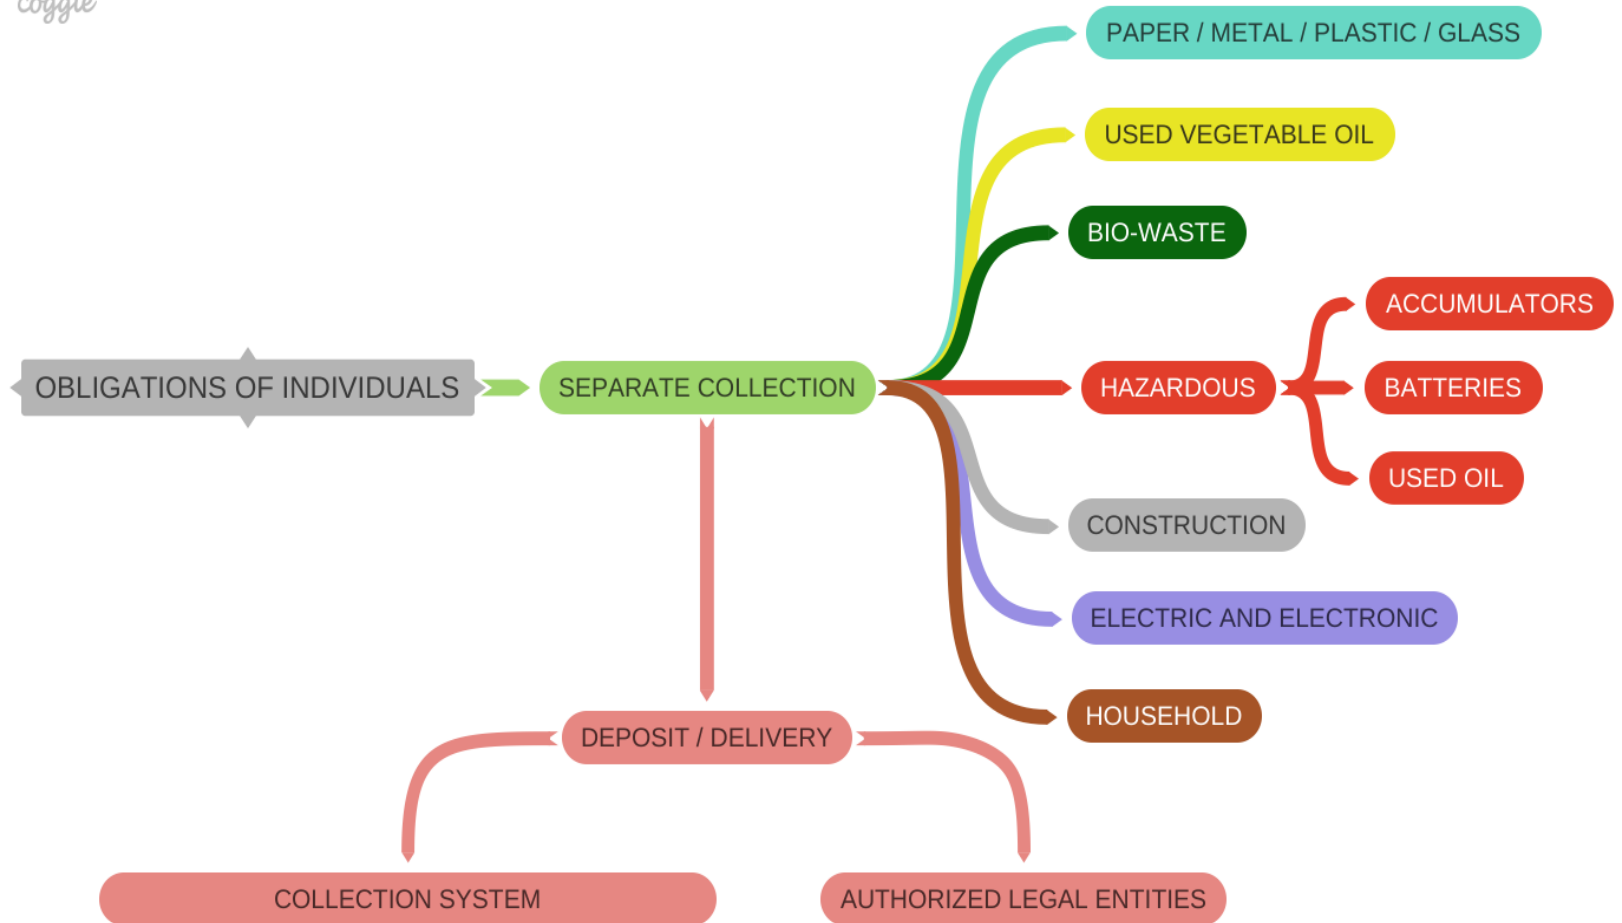 coggle
PAPER / METAL / PLASTIC / GLASS
USED VEGETABLE OIL
BIO-WASTE
ACCUMULATORS
OBLIGATIONS OF INDIVIDUALS
SEPARATE COLLECTION
HAZARDOUS
BATTERIES
USED OIL
CONSTRUCTION
ELECTRIC AND ELECTRONIC
HOUSEHOLD
DEPOSIT / DELIVERY
COLLECTION SYSTEM
AUTHORIZED LEGAL ENTITIES